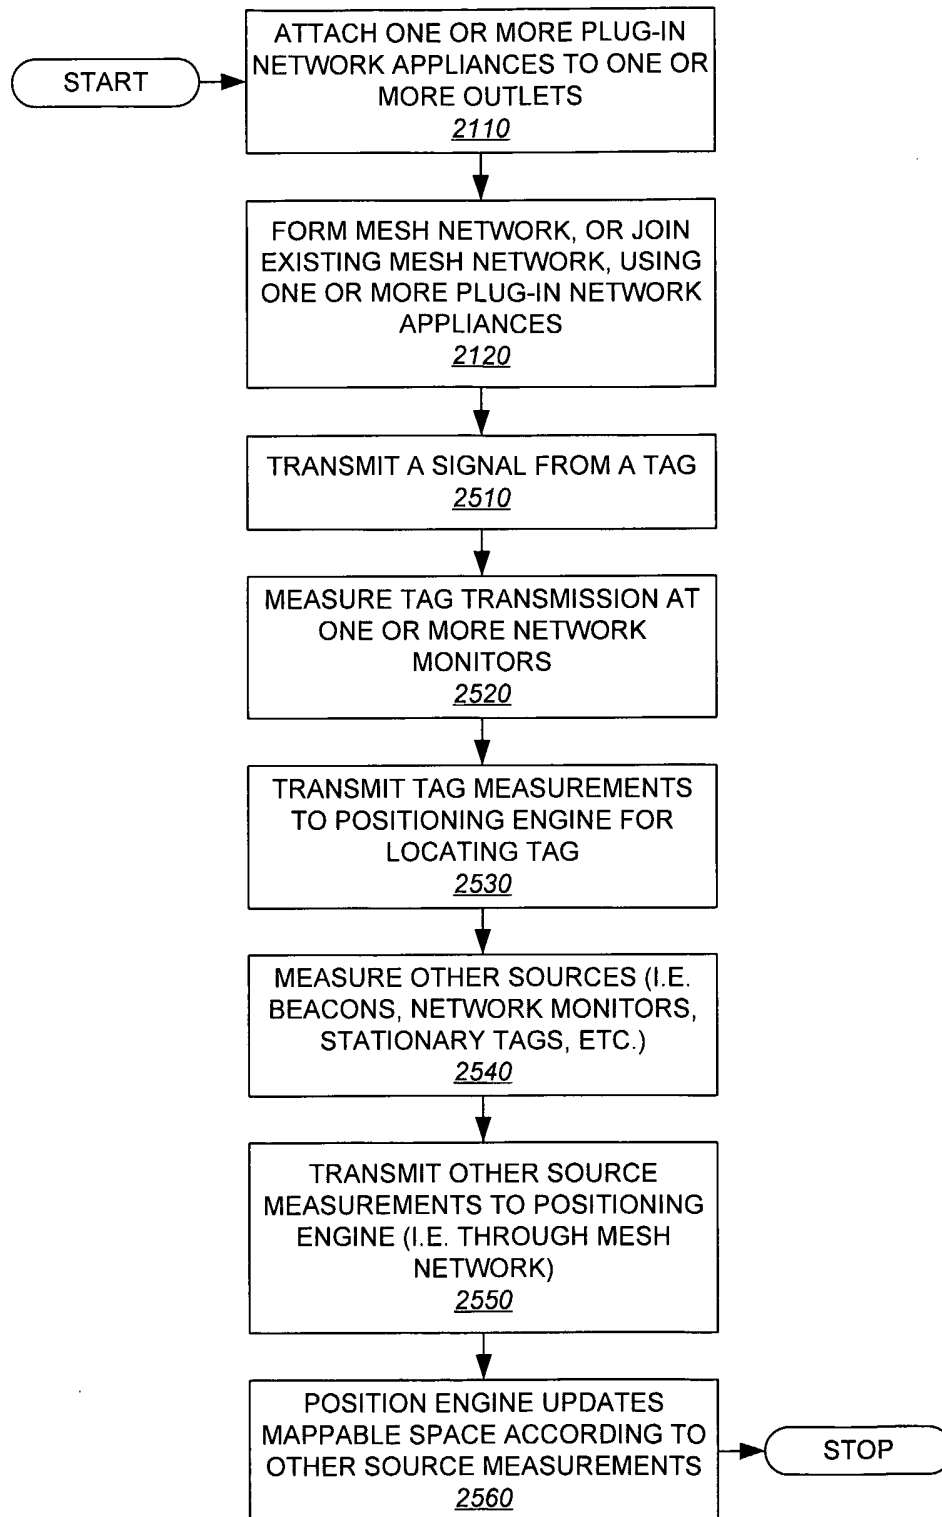 START
ATTACH ONE OR MORE PLUG-IN
NETWORK APPLIANCES TO ONE OR
MORE OUTLETS
2110
FORM MESH NETWORK, OR JOIN
EXISTING MESH NETWORK, USING
ONE OR MORE PLUG-IN NETWORK
APPLIANCES
2120
TRANSMIT A SIGNAL FROM A TAG
2510
MEASURE TAG TRANSMISSION AT
ONE OR MORE NETWORK
MONITORS
2520
TRANSMIT TAG MEASUREMENTS
TO POSITIONING ENGINE FOR
LOCATING TAG
2530
MEASURE OTHER SOURCES (I.E.
BEACONS, NETWORK MONITORS,
STATIONARY TAGS, ETC.)
2540
TRANSMIT OTHER SOURCE
MEASUREMENTS TO POSITIONING
ENGINE (I.E. THROUGH MESH
NETWORK)
2550
POSITION ENGINE UPDATES
MAPPABLE SPACE ACCORDING TO
OTHER SOURCE MEASUREMENTS
2560
STOP